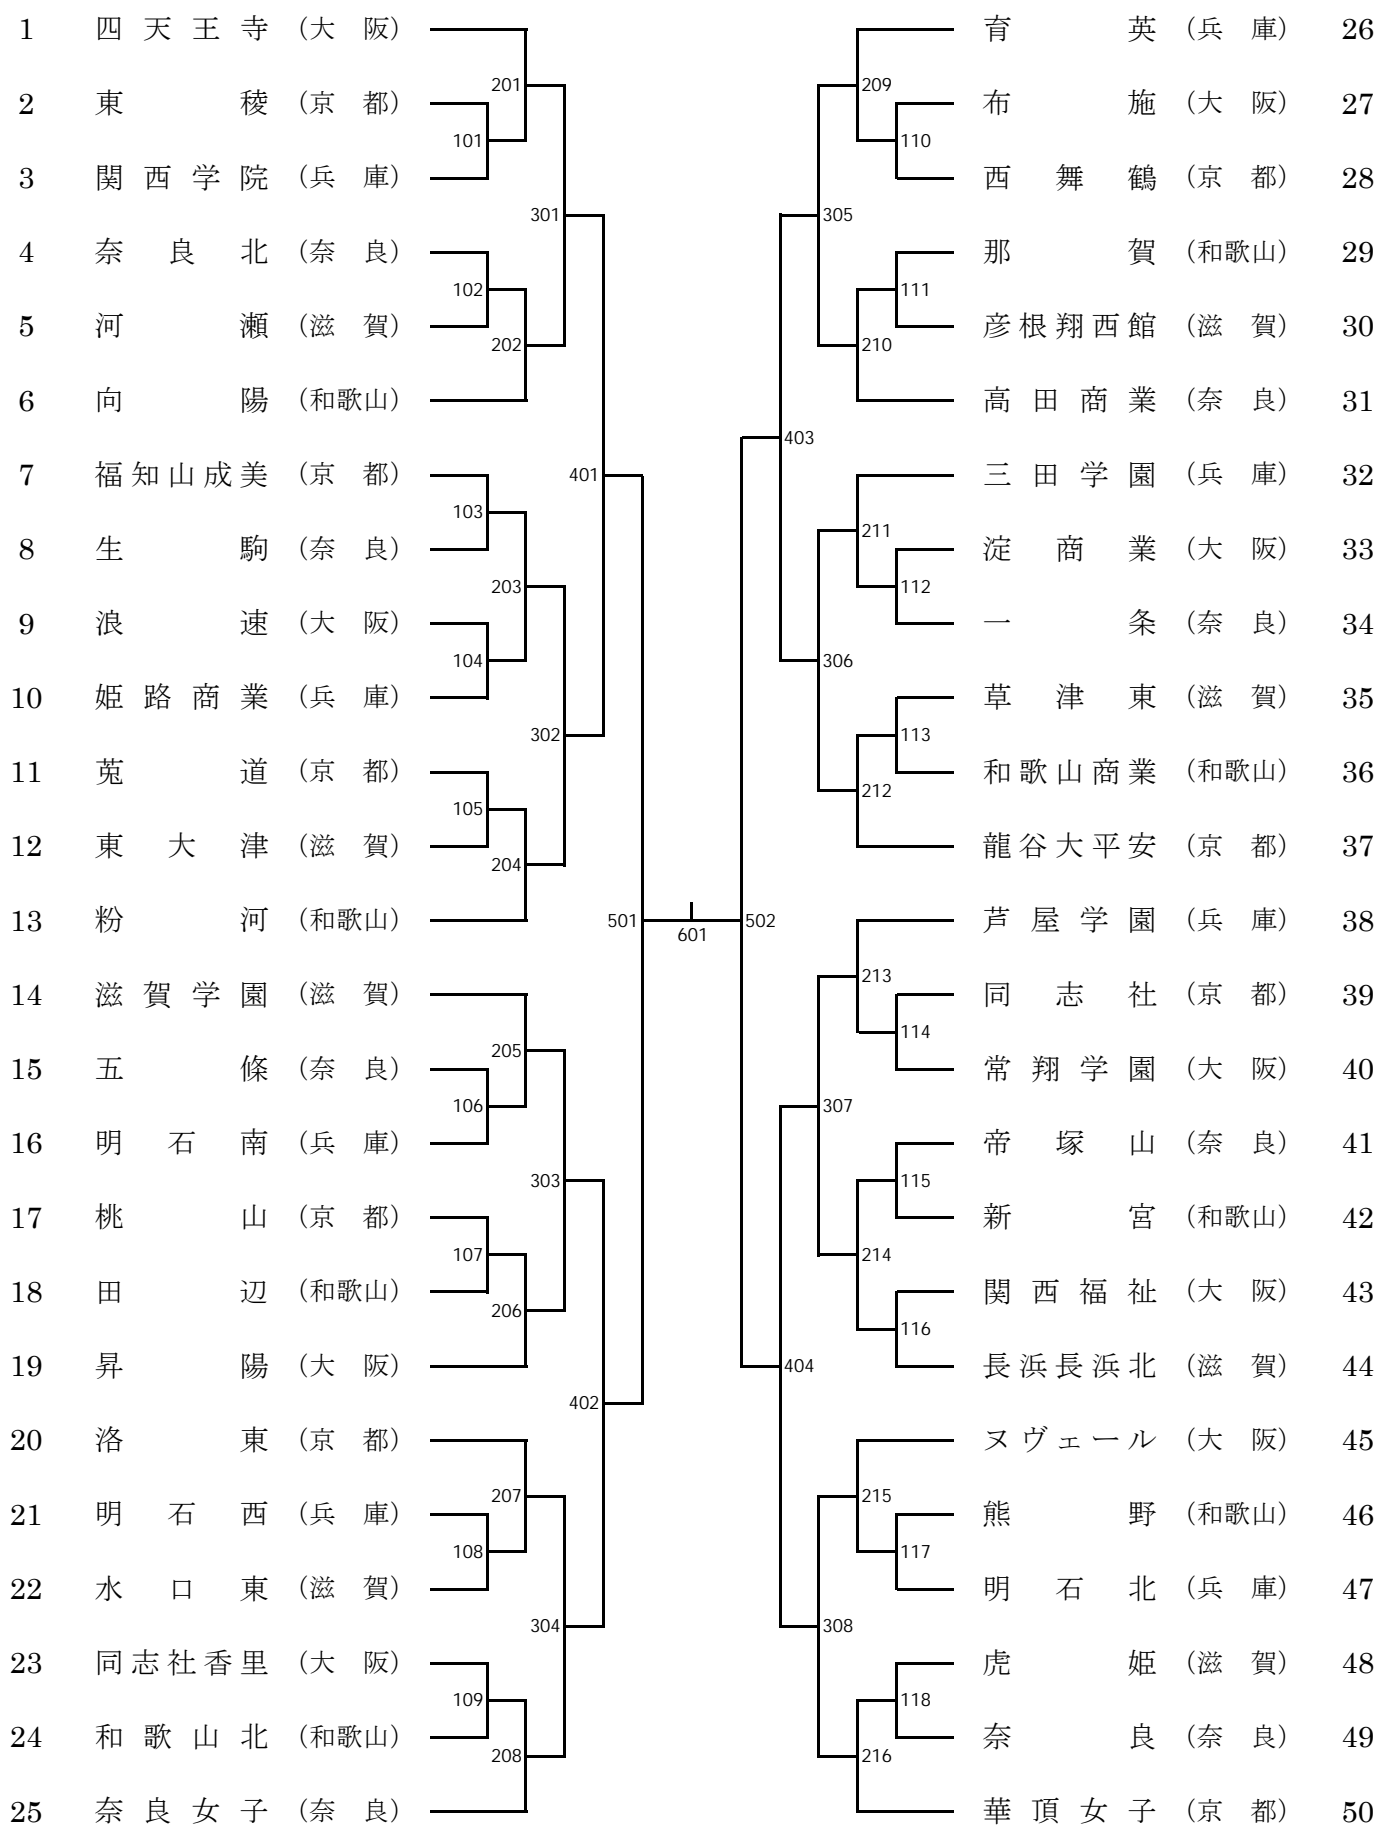 1 四天王寺 (大阪)
2 東稜 (京都)
3 関西学院 (兵庫)
4 奈良北 (奈良)
5 河瀬 (滋賀)
6 向陽 (和歌山)
7 福知山成美 (京都)
8 生駒 (奈良)
9 浪速 (大阪)
10 姫路商業 (兵庫)
11 莵道 (京都)
12 東大津 (滋賀)
13 粉河 (和歌山)
14 滋賀学園 (滋賀)
15 五條 (奈良)
16 明石南 (兵庫)
17 桃山 (京都)
18 田辺 (和歌山)
19 昇陽 (大阪)
20 洛東 (京都)
21 明石西 (兵庫)
22 水口東 (滋賀)
23 同志社香里 (大阪)
24 和歌山北 (和歌山)
25 奈良女子 (奈良)
101
102
103
104
105
106
107
108
109
201
202
203
204
205
206
207
208
301
302
303
304
401
402
501
601
502
403
404
305
306
307
308
209
210
211
212
213
214
215
216
110
111
112
113
114
115
116
117
118
育英 (兵庫) 26
布施 (大阪) 27
西舞鶴 (京都) 28
那賀 (和歌山) 29
彦根翔西館 (滋賀) 30
高田商業 (奈良) 31
三田学園 (兵庫) 32
淀商業 (大阪) 33
一条 (奈良) 34
草津東 (滋賀) 35
和歌山商業 (和歌山) 36
龍谷大平安 (京都) 37
芦屋学園 (兵庫) 38
同志社 (京都) 39
常翔学園 (大阪) 40
帝塚山 (奈良) 41
新宮 (和歌山) 42
関西福祉 (大阪) 43
長浜長浜北 (滋賀) 44
ヌヴェール (大阪) 45
熊野 (和歌山) 46
明石北 (兵庫) 47
虎姫 (滋賀) 48
奈良 (奈良) 49
華頂女子 (京都) 50